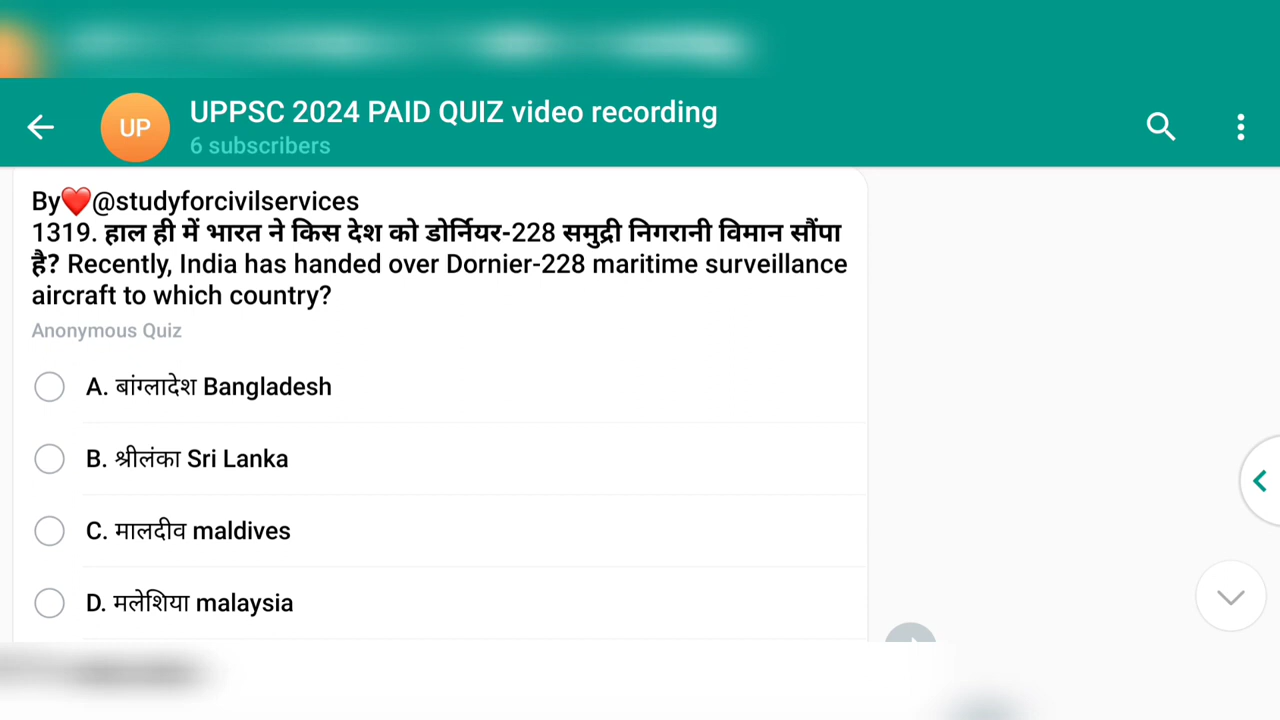 UP
UPPSC 2024 PAID QUIZ video recording
6 subscribers
By❤️@studyforcivilservices
1319. हाल ही में भारत ने किस देश को डोर्नियर-228 समुद्री निगरानी विमान सौंपा
है? Recently, India has handed over Dornier-228 maritime surveillance
aircraft to which country?
Anonymous Quiz
A. बांग्लादेश Bangladesh
B. श्रीलंका Sri Lanka
C. मालदीव maldives
D. मलेशिया malaysia